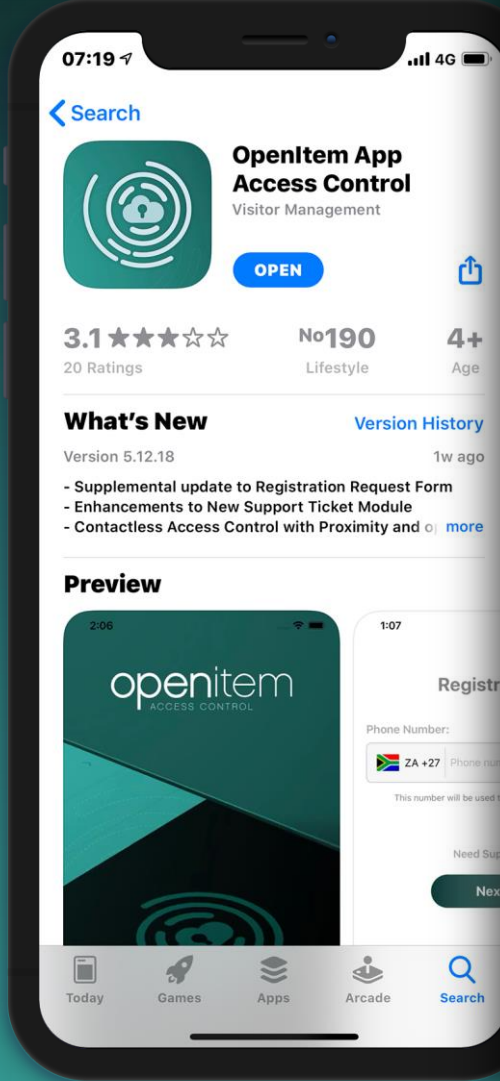 07:19
4G
Search
OpenItem App
Access Control
Visitor Management
OPEN
3.1
No190
4+
20 Ratings
Lifestyle
Age
What's New
Version History
Version 5.12.18
1w ago
- Supplemental update to Registration Request Form
- Enhancements to New Support Ticket Module
- Contactless Access Control with Proximity and
more
Preview
2:06
openitem
ACCESS CONTROL
1:07
Registr
Phone Number:
ZA +27
Phone num
This number will be used t
Need Sup
Nex
Today
Games
Apps
Arcade
Search